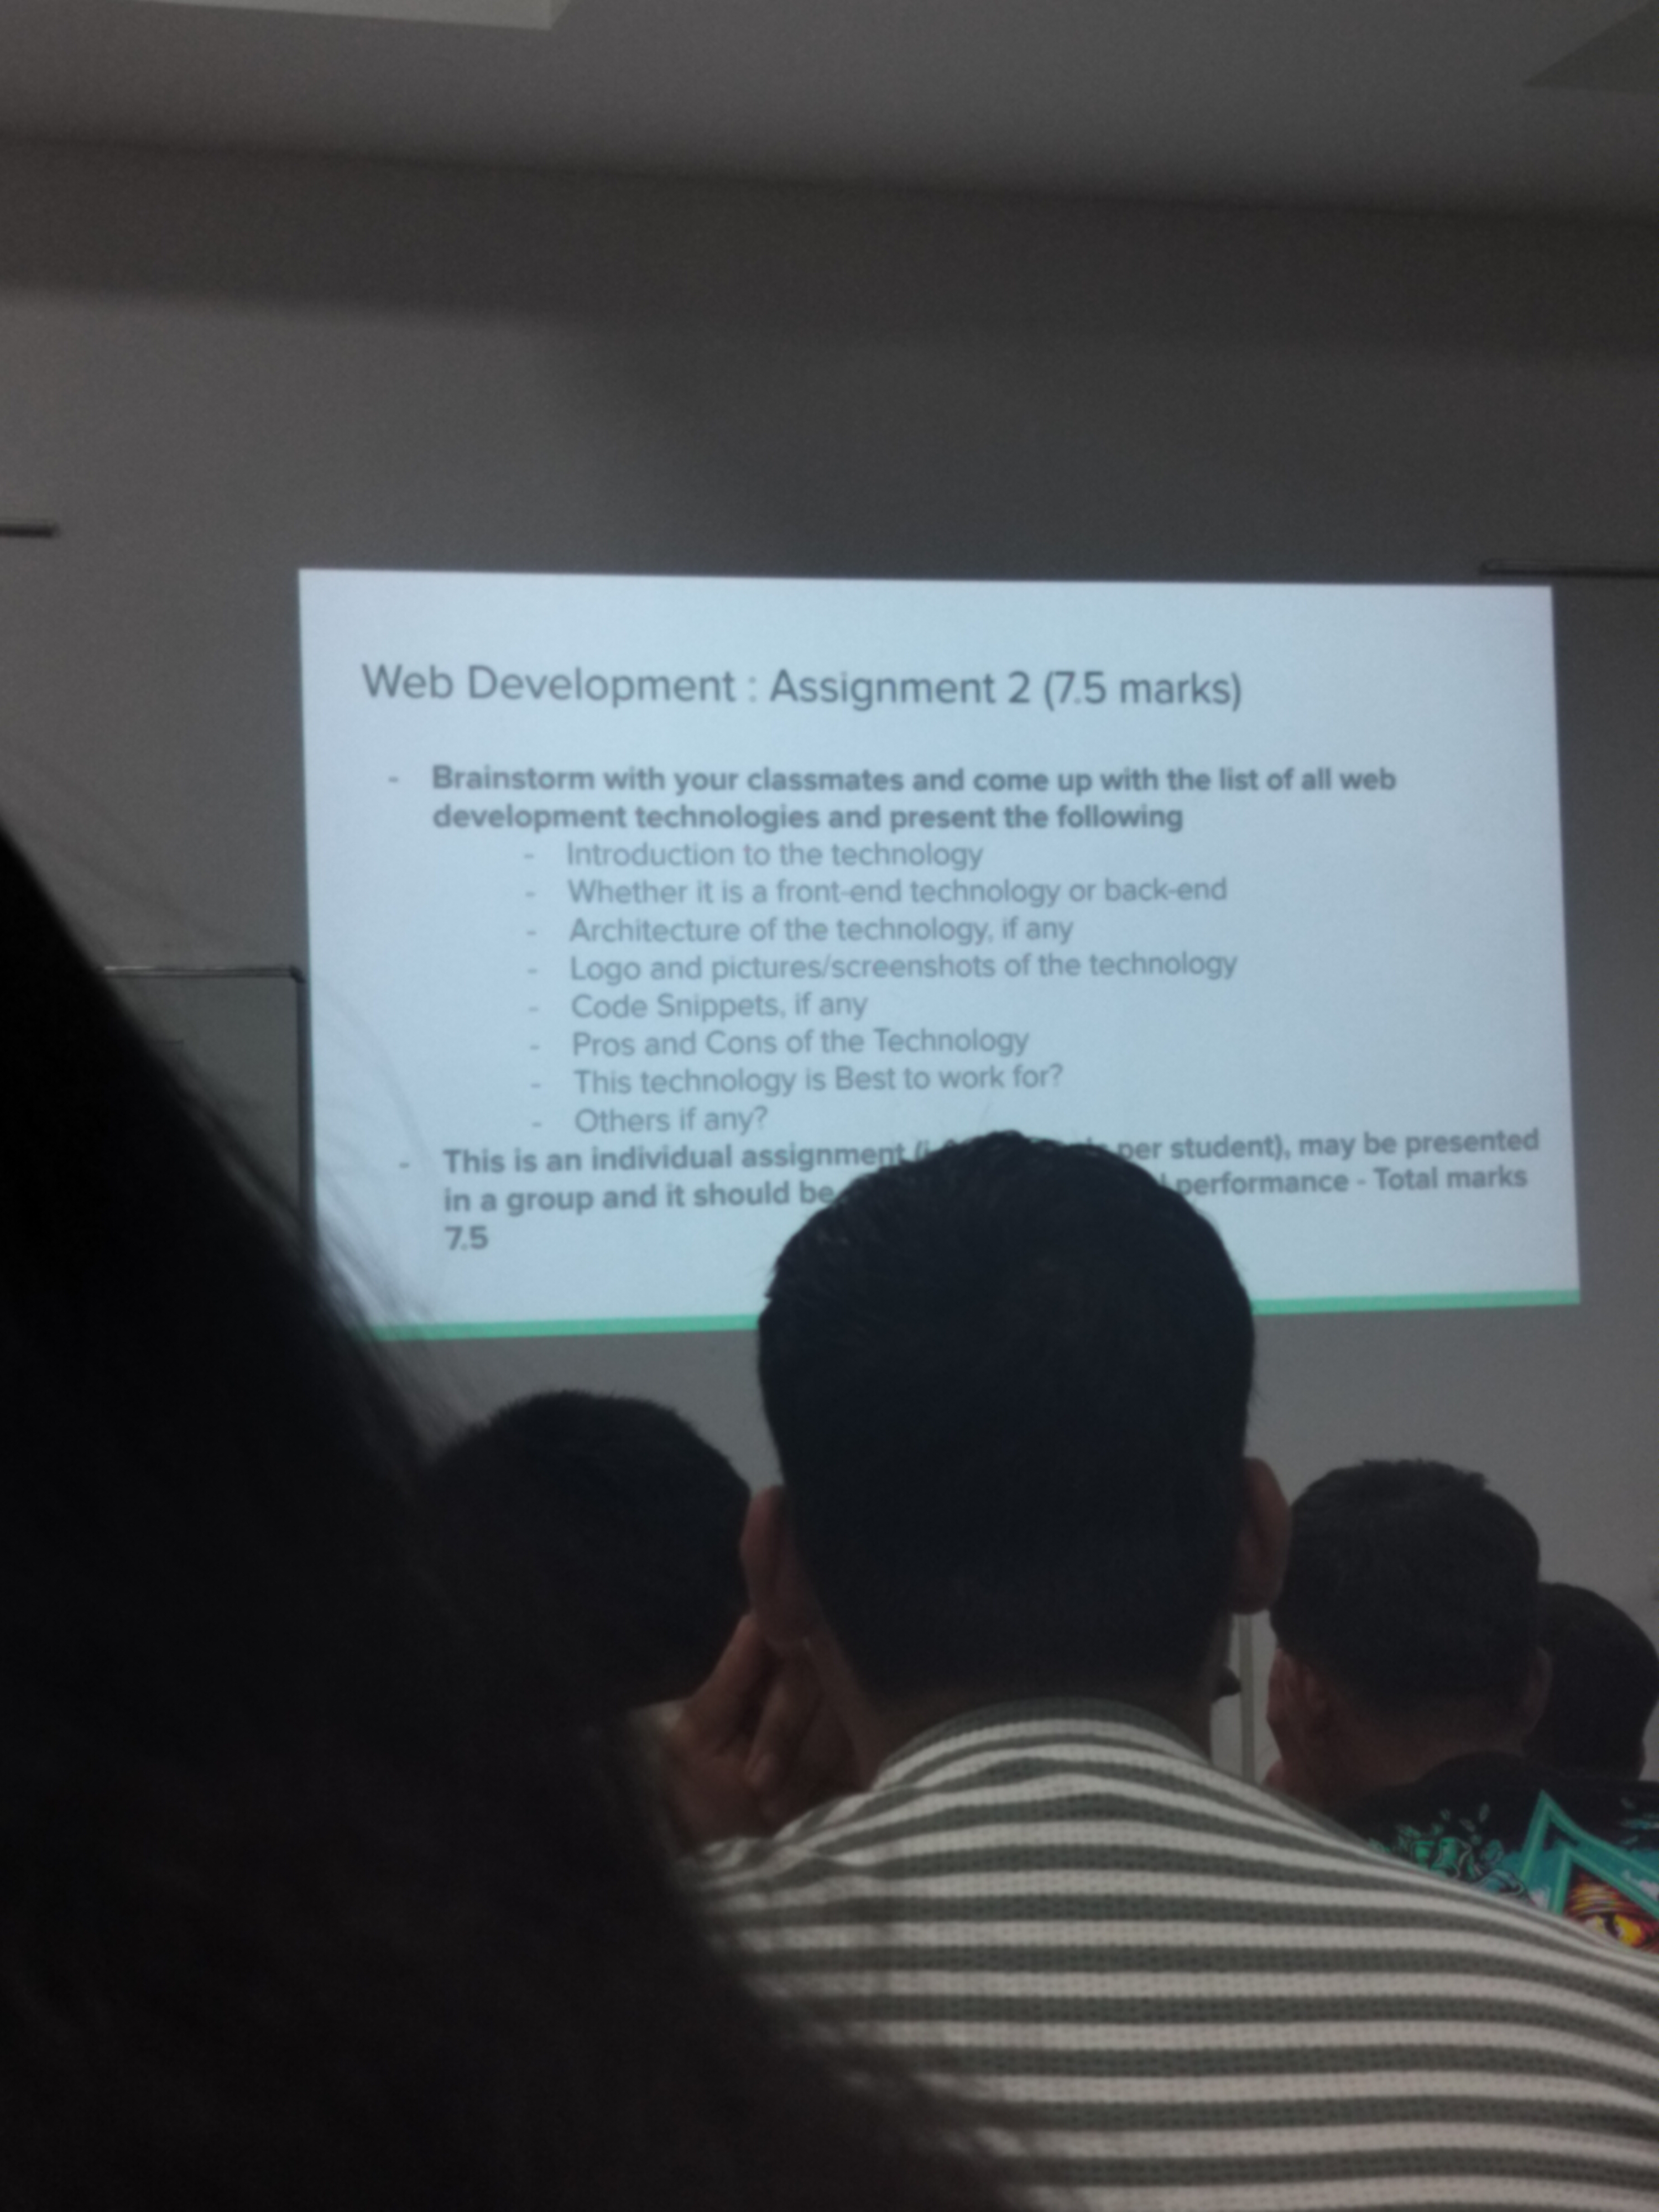 Web Development : Assignment 2 (7.5 marks)
- Brainstorm with your classmates and come up with the list of all web
development technologies and present the following
- Introduction to the technology
- Whether it is a front-end technology or back-end
- Architecture of the technology, if any
- Logo and pictures/screenshots of the technology
- Code Snippets, if any
- Pros and Cons of the Technology
- This technology is Best to work for?
- Others if any?
- This is an individual assignment per student), may be presented
in a group and it should be performance - Total marks
7.5